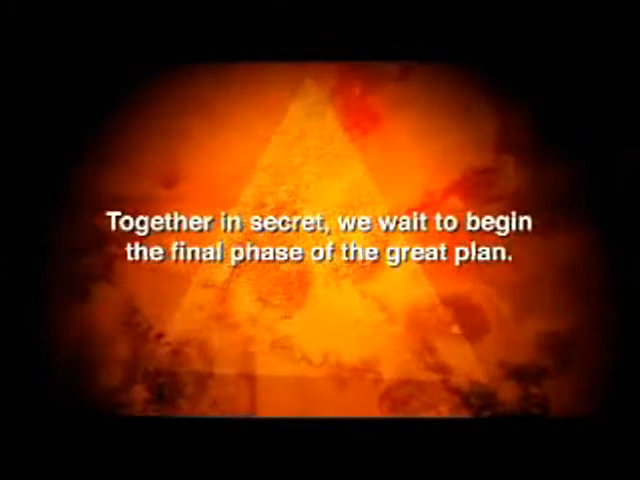 Together in secret, we wait to begin
the final phase of the great plan.